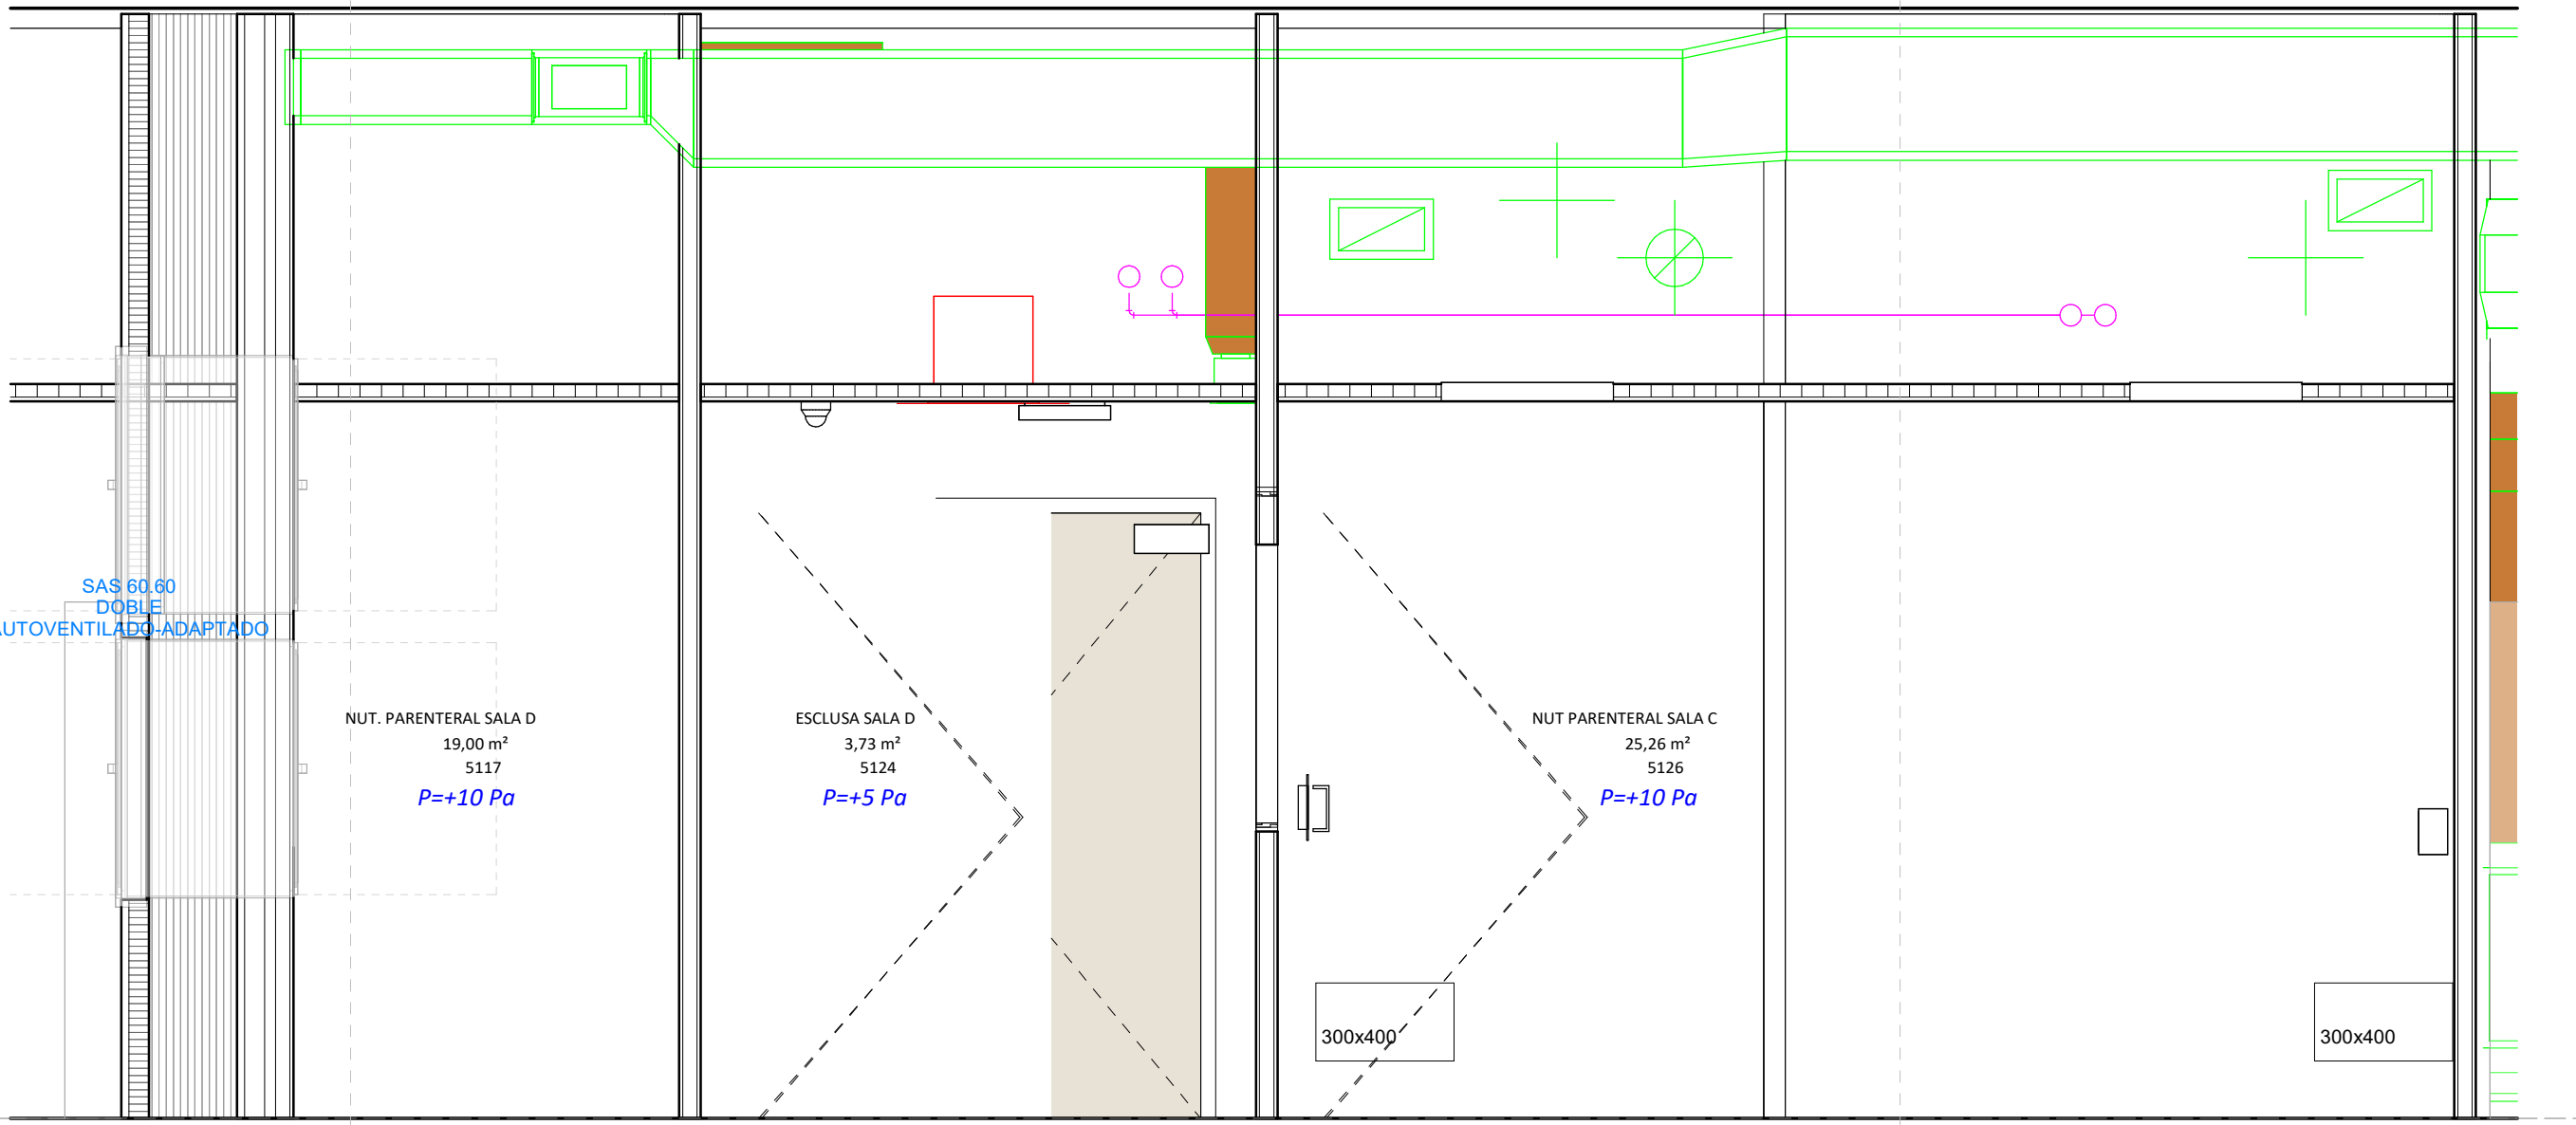 SAS 60.60
DOBLE
AUTOVENTILADO-ADAPTADO
NUT. PARENTERAL SALA D
19,00 m²
5117
P=+10 Pa
ESCLUSA SALA D
3,73 m²
5124
P=+5 Pa
NUT PARENTERAL SALA C
25,26 m²
5126
P=+10 Pa
300x400
300x400